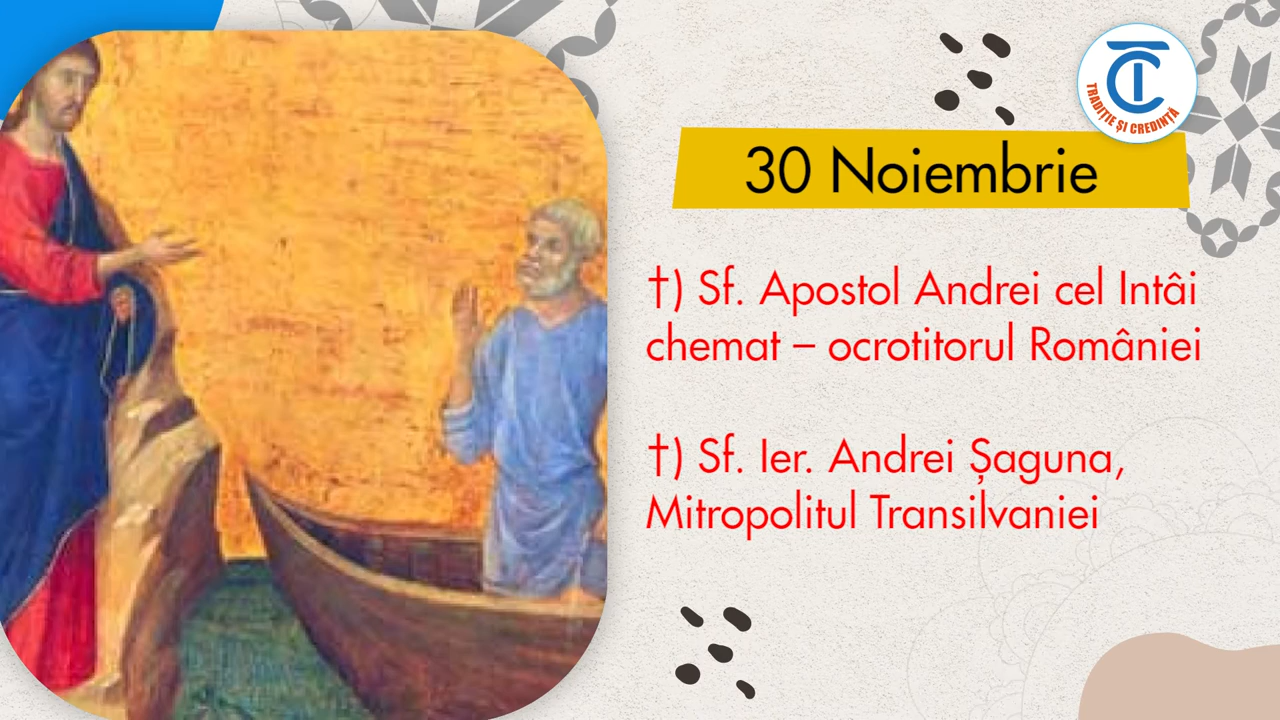 TRADIȚIE ȘI CREDINȚĂ
30 Noiembrie
†) Sf. Apostol Andrei cel Intâi
chemat – ocrotitorul României
†) Sf. Ier. Andrei Șaguna,
Mitropolitul Transilvaniei